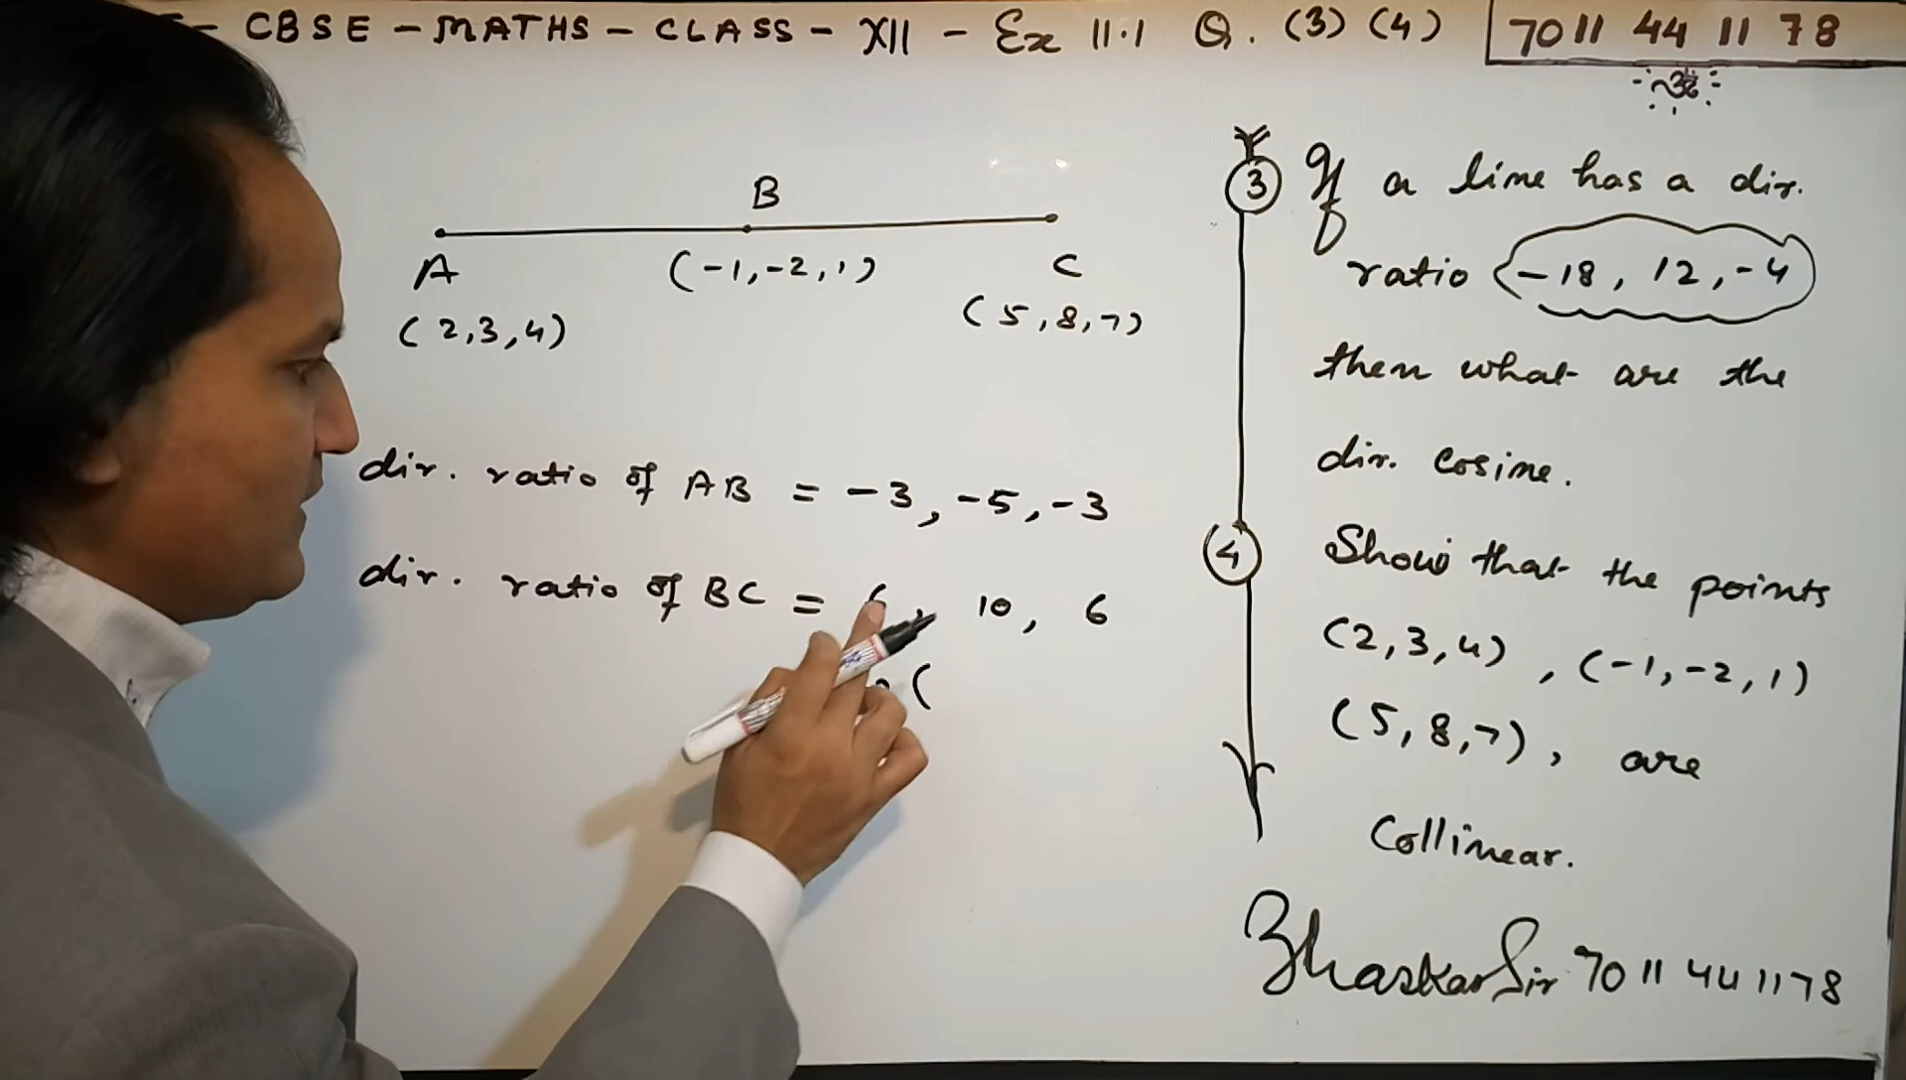 - CBSE - MATHS - CLASS - XII - Ex 11.1 Q. (3) (4)
7011 44 11 78
B
A
(-1,-2,1)
C
(2,3,4)
(5,8,7)
dir. ratio of AB = -3, -5, -3
dir. ratio of BC = 6, 10, 6
(
3 If a line has a dir.
ratio -18, 12, -4
then what are the
dir. cosine.
4 Show that the points
(2,3,4), (-1,-2,1)
(5,8,7), are
Collinear.
Bhaskar Sir 7011 441178